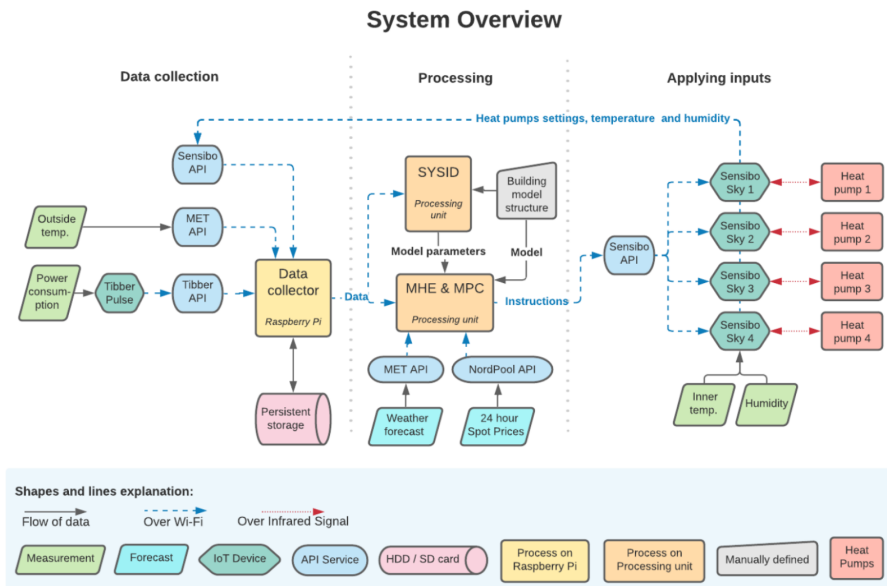 System Overview
Data collection
Processing
Applying inputs
Heat pumps settings, temperature and humidity
Sensibo
API
Outside
temp.
MET
API
Power
consum-
ption
Tibber
Pulse
Tibber
API
Data
collector
Raspberry Pi
Persistent
storage
Data
SYSID
Processing
unit
Building
model
structure
Model parameters
Model
MHE & MPC
Processing unit
Instructions
MET API
NordPool API
Weather
forecast
24 hour
Spot Prices
Sensibo
API
Sensibo
Sky 1
Heat
pump 1
Sensibo
Sky 2
Heat
pump 2
Sensibo
Sky 3
Heat
pump 3
Sensibo
Sky 4
Heat
pump 4
Inner
temp.
Humidity
Shapes and lines explanation:
Flow of data
Over Wi-Fi
Over Infrared Signal
Measurement
Forecast
IoT Device
API Service
HDD / SD card
Process on
Raspberry Pi
Process on
Processing unit
Manually defined
Heat
Pumps